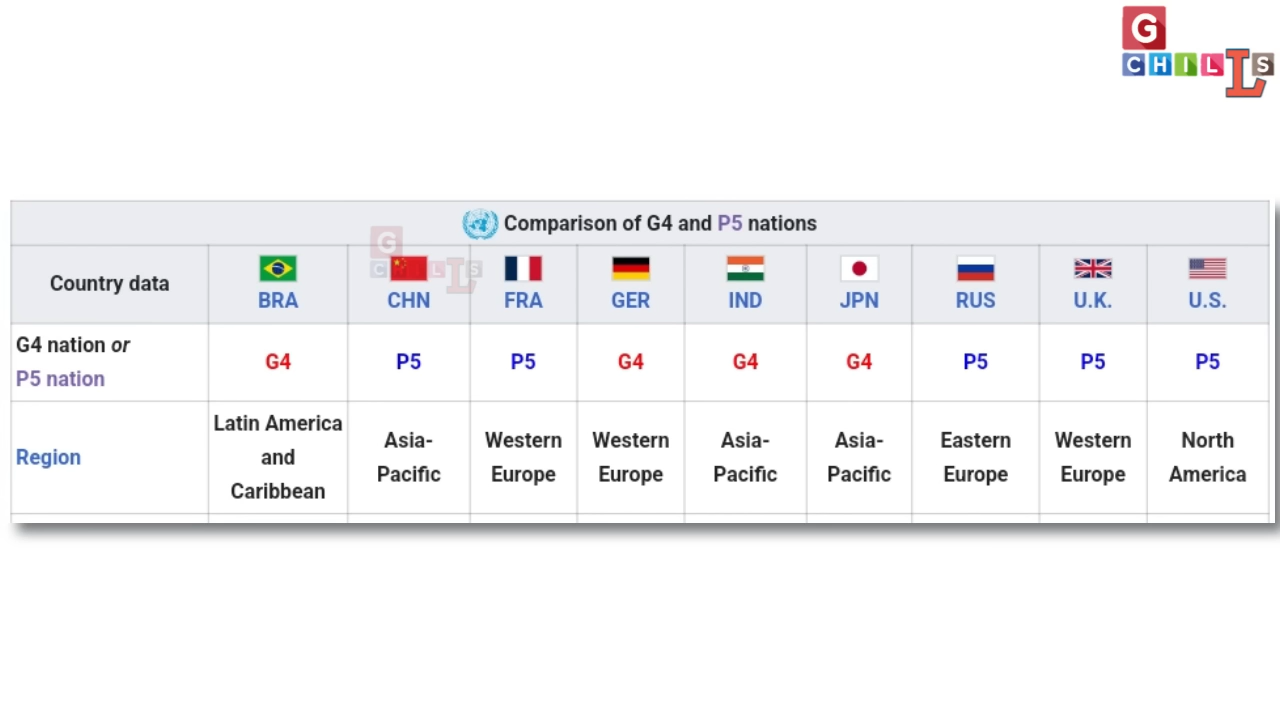 G
CHILLS
Comparison of G4 and P5 nations
Country data BRA CHN FRA GER IND JPN RUS U.K. U.S.
G4 nation or
P5 nation
G4 P5 P5 G4 G4 G4 P5 P5 P5
Region
Latin America
and
Caribbean
Asia-
Pacific
Western
Europe
Western
Europe
Asia-
Pacific
Asia-
Pacific
Eastern
Europe
Western
Europe
North
America
G
CHILLS